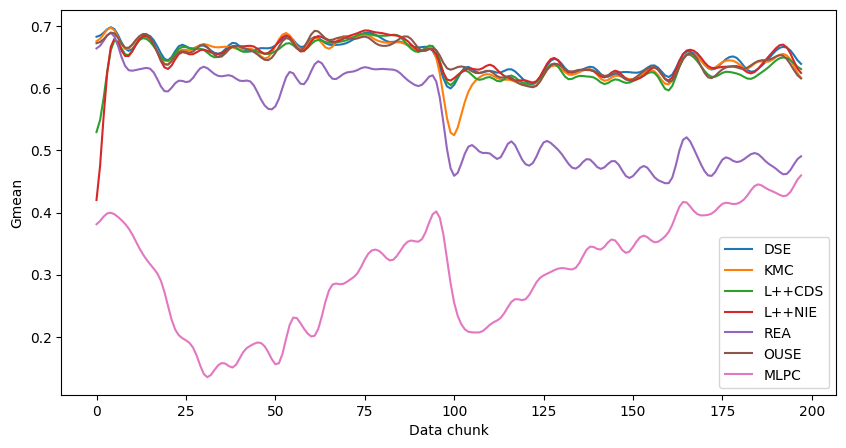 0.7
0.6
0.5
0.4
0.3
0.2
Gmean
0
25
50
75
100
125
150
175
200
Data chunk
DSE
KMC
L++CDS
L++NIE
REA
OUSE
MLPC